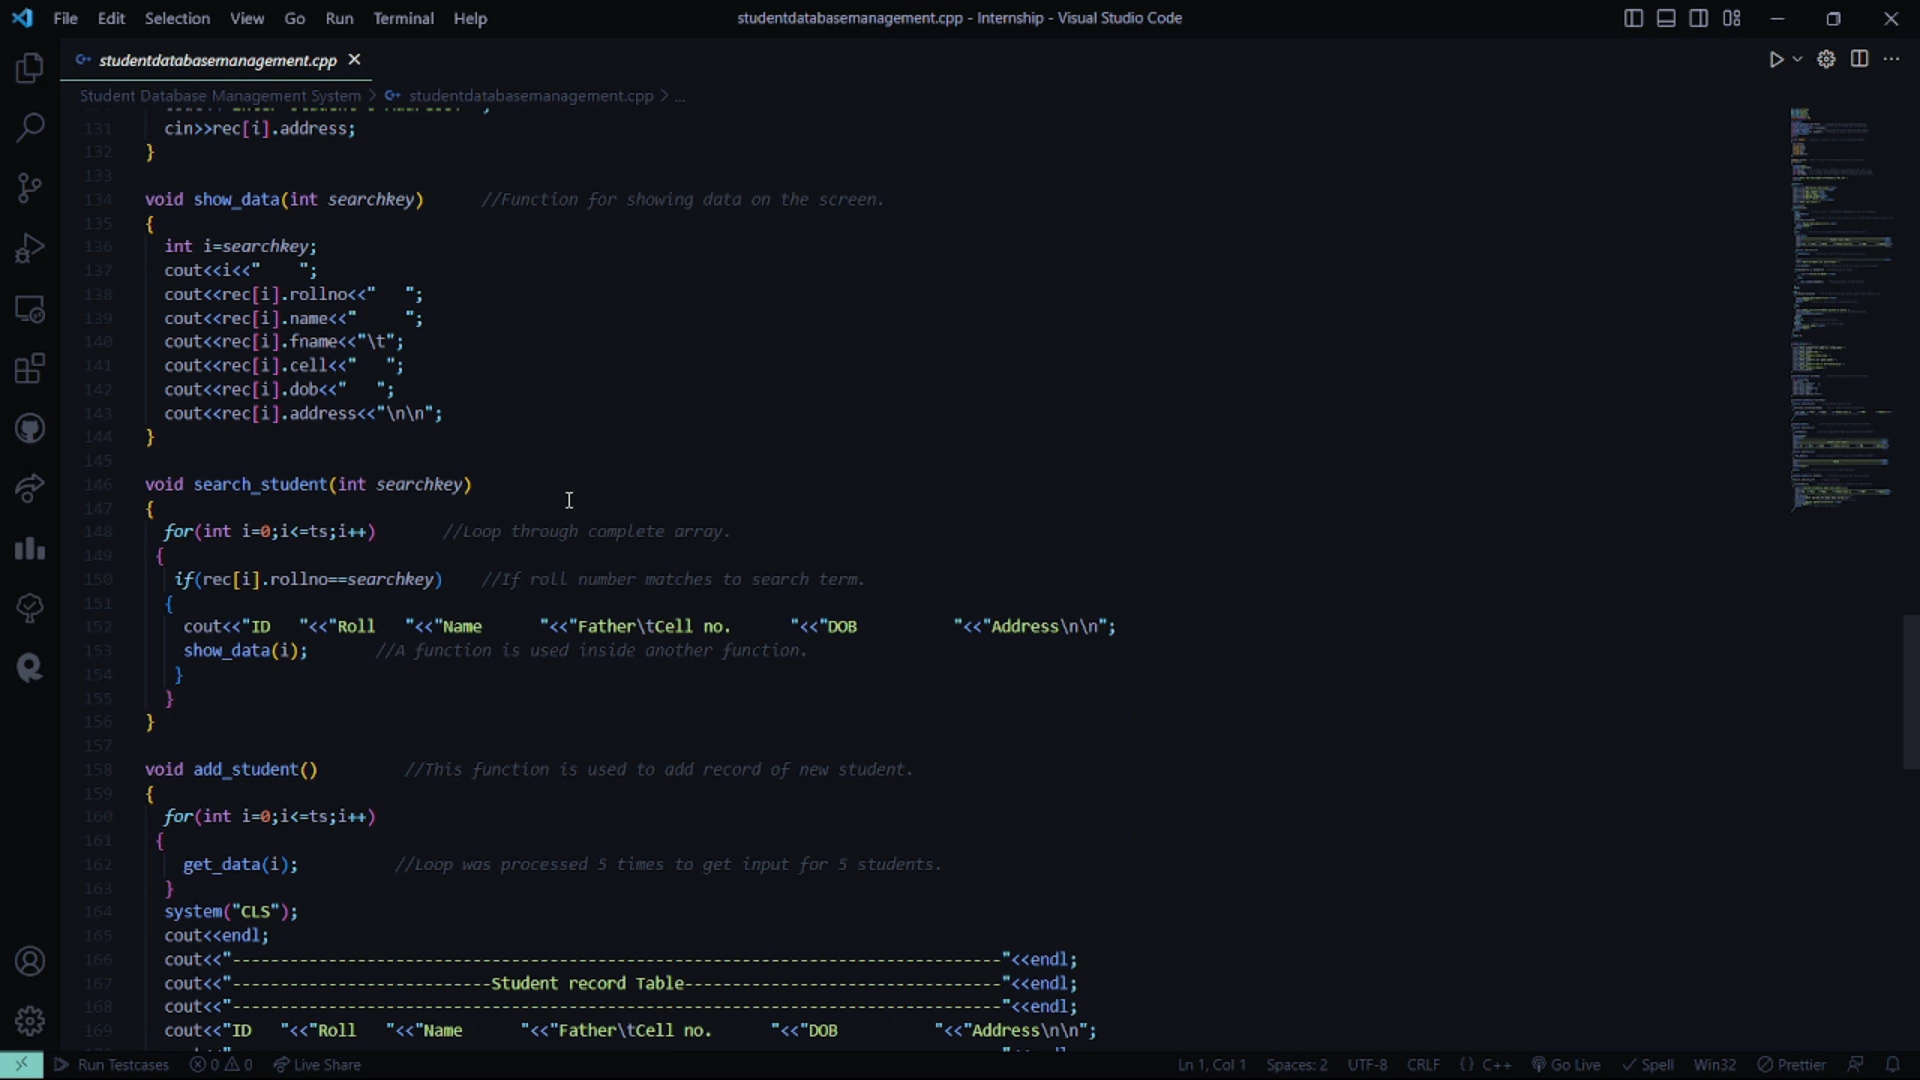 File Edit Selection View Go Run Terminal Help
studentdatabasemanagement.cpp - Internship - Visual Studio Code
studentdatabasemanagement.cpp
Student Database Management System > studentdatabasemanagement.cpp > ...
131 cin>>rec[i].address;
132 }
133
134 void show_data(int searchkey) //Function for showing data on the screen.
135 {
136 int i=searchkey;
137 cout<<i<<"    ";
138 cout<<rec[i].rollno<<"   ";
139 cout<<rec[i].name<<"     ";
140 cout<<rec[i].fname<<"\t";
141 cout<<rec[i].cell<<"   ";
142 cout<<rec[i].dob<<"   ";
143 cout<<rec[i].address<<"\n\n";
144 }
145
146 void search_student(int searchkey)
147 {
148 for(int i=0;i<=ts;i++) //Loop through complete array.
149 {
150 if(rec[i].rollno==searchkey) //If roll number matches to search term.
151 {
152 cout<<"ID   "<<"Roll   "<<"Name      "<<"Father\tCell no.      "<<"DOB          "<<"Address\n\n";
153 show_data(i); //A function is used inside another function.
154 }
155 }
156 }
157
158 void add_student() //This function is used to add record of new student.
159 {
160 for(int i=0;i<=ts;i++)
161 {
162 get_data(i); //Loop was processed 5 times to get input for 5 students.
163 }
164 system("CLS");
165 cout<<endl;
166 cout<<"--------------------------------------------------------------------------------"<<endl;
167 cout<<"---------------------------Student record Table---------------------------------"<<endl;
168 cout<<"--------------------------------------------------------------------------------"<<endl;
169 cout<<"ID   "<<"Roll   "<<"Name      "<<"Father\tCell no.      "<<"DOB          "<<"Address\n\n";
Run Testcases 0 0 Live Share Ln 1, Col 1 Spaces: 2 UTF-8 CRLF {} C++ Go Live Spell Win32 Prettier